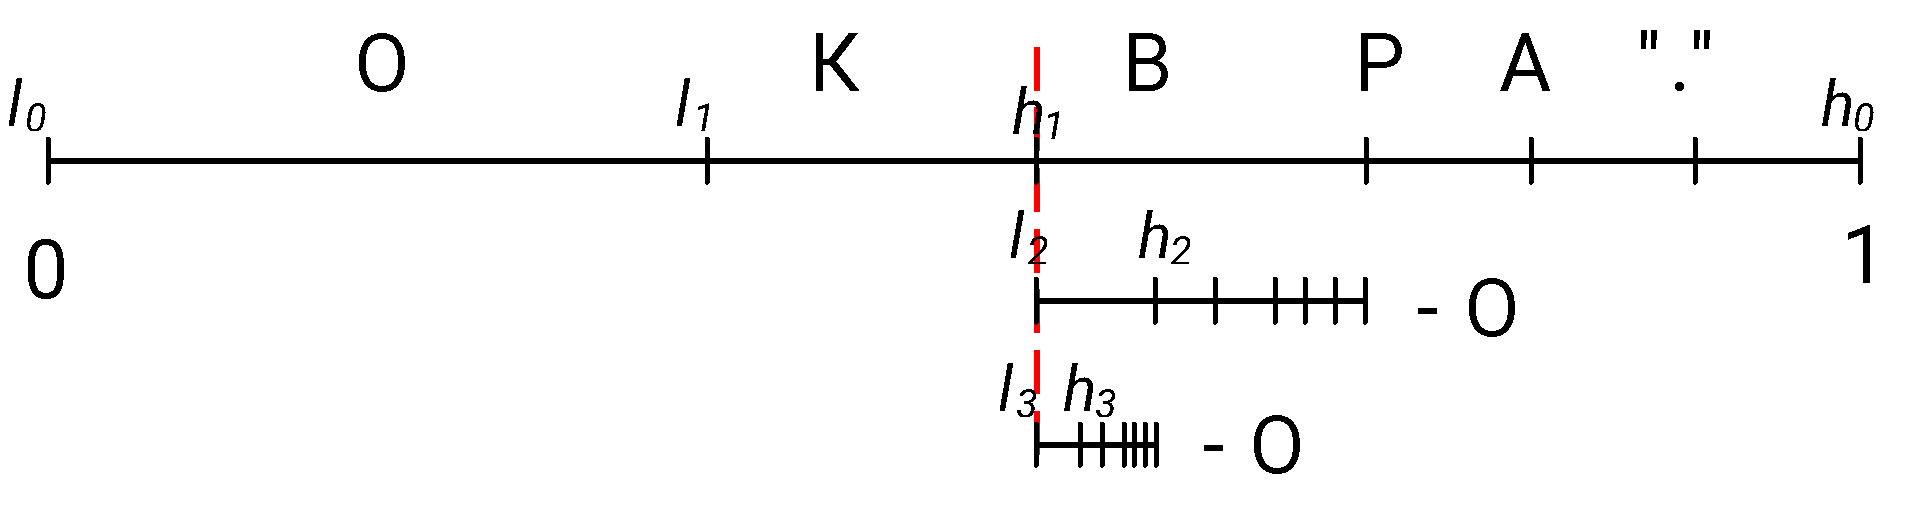 O K B P A "."
l0 l1 h1 h0
0 1
l2 h2
- O
l3 h3
- O